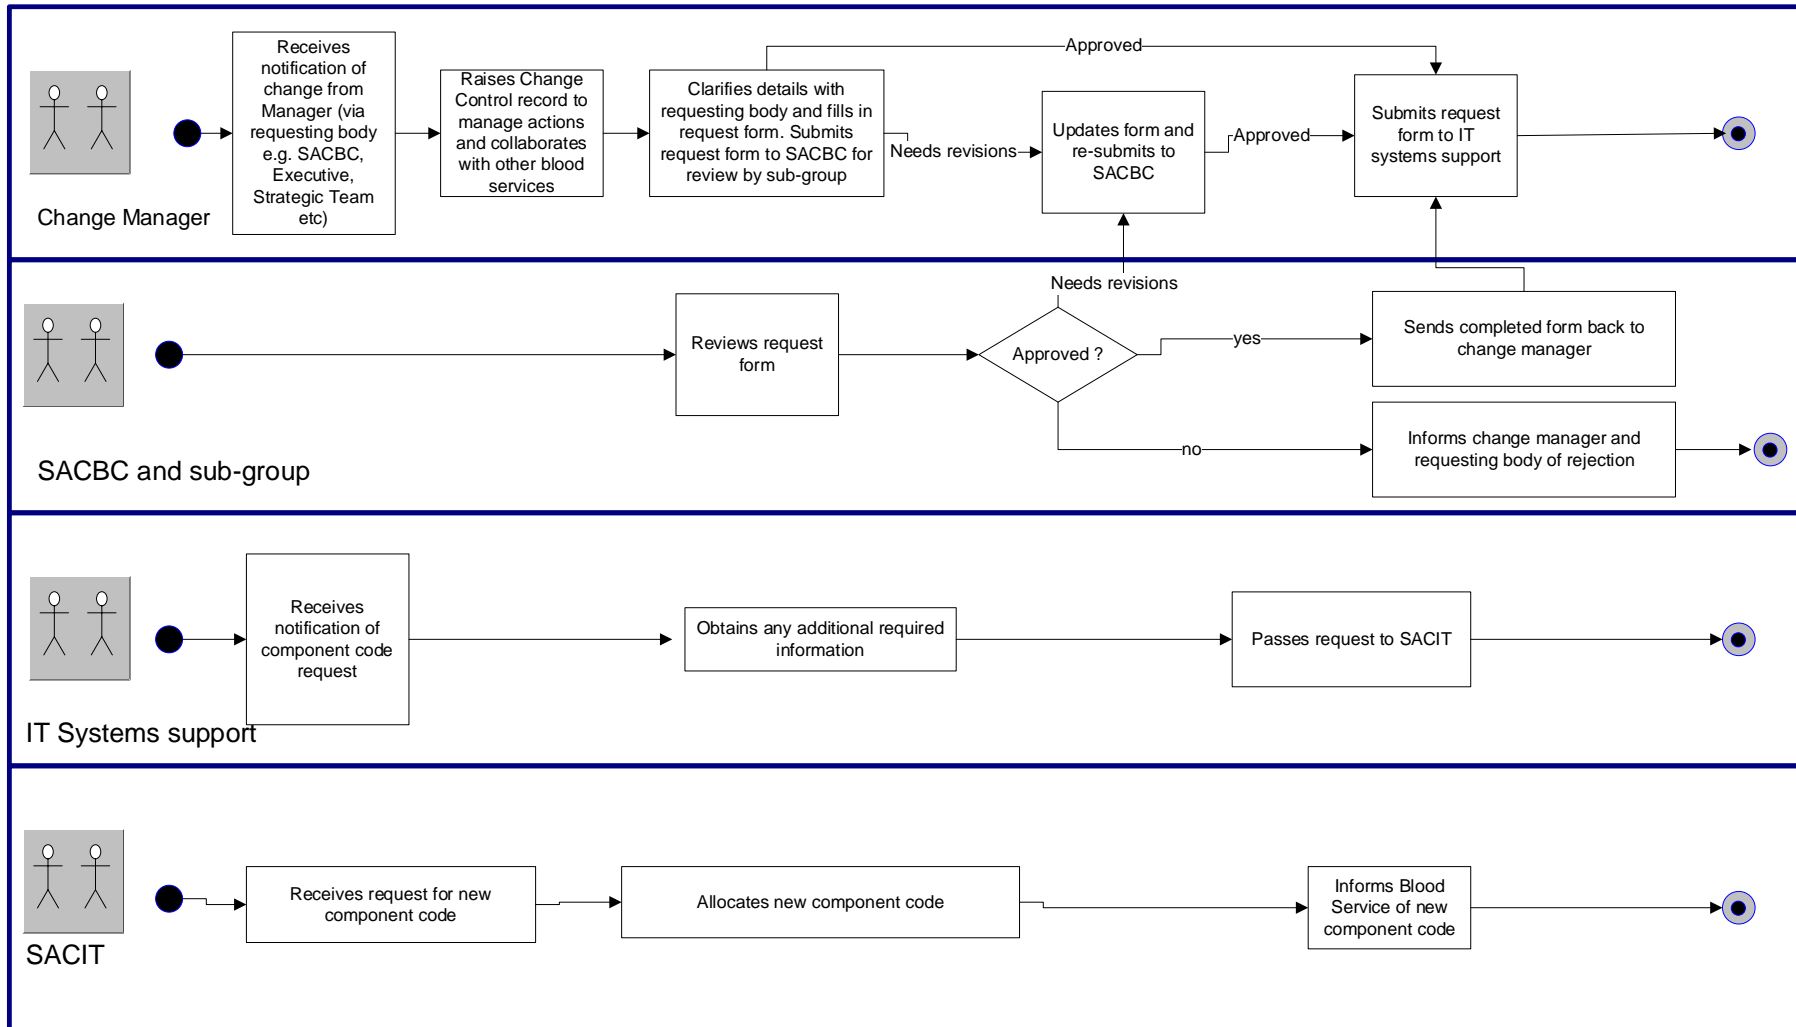 Receives
notification of
change from
Manager (via
requesting body
e.g. SACBC,
Executive,
Strategic Team
etc)
Raises Change
Control record to
manage actions
and collaborates
with other blood
services
Clarifies details with
requesting body and fills in
request form. Submits
request form to SACBC for
review by sub-group
Approved
Needs revisions
Updates form and
re-submits to
SACBC
Approved
Submits request
form to IT
systems support
Change Manager
Reviews request
form
Needs revisions
Approved ?
yes
Sends completed form back to
change manager
no
Informs change manager and
requesting body of rejection
SACBC and sub-group
Receives
notification of
component code
request
Obtains any additional required
information
Passes request to SACIT
IT Systems support
Receives request for new
component code
Allocates new component code
Informs Blood
Service of new
component code
SACIT